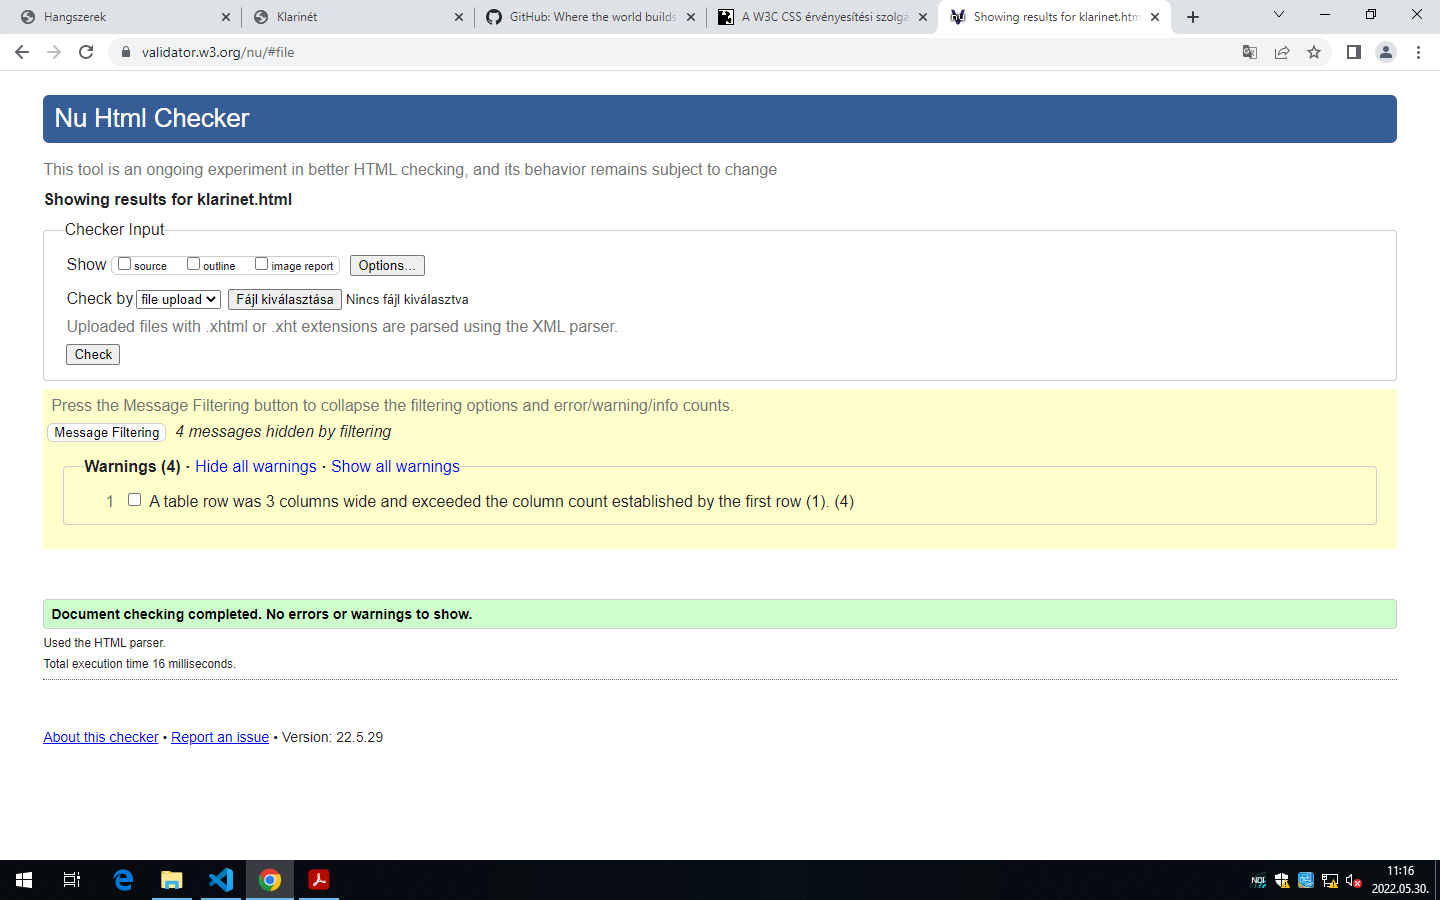 Hangszerek
Klarinét
GitHub: Where the world builds
A W3C CSS érvényesítési szolgá
Showing results for klarinet.htm
validator.w3.org/nu/#file
Nu Html Checker
This tool is an ongoing experiment in better HTML checking, and its behavior remains subject to change
Showing results for klarinet.html
Checker Input
Show source outline image report Options...
Check by file upload Fájl kiválasztása Nincs fájl kiválasztva
Uploaded files with .xhtml or .xht extensions are parsed using the XML parser.
Check
Press the Message Filtering button to collapse the filtering options and error/warning/info counts.
Message Filtering 4 messages hidden by filtering
Warnings (4) · Hide all warnings · Show all warnings
1 A table row was 3 columns wide and exceeded the column count established by the first row (1). (4)
Document checking completed. No errors or warnings to show.
Used the HTML parser.
Total execution time 16 milliseconds.
About this checker • Report an issue • Version: 22.5.29
11:16
2022.05.30.